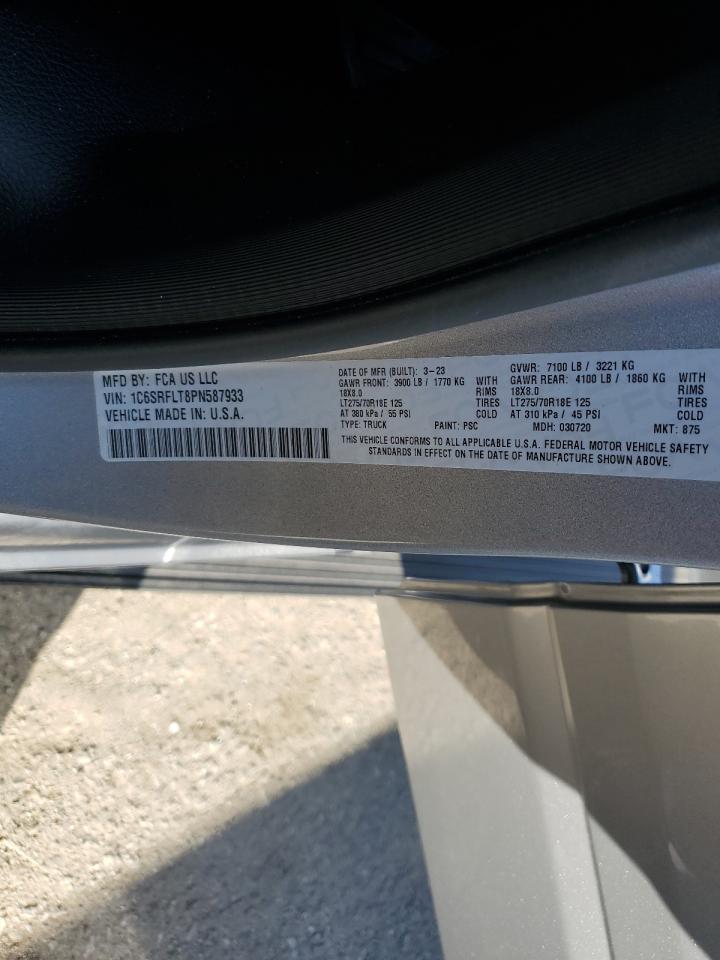 MFD BY: FCA US LLC
VIN: 1C6SRFLT8PN587933
VEHICLE MADE IN: U.S.A.
DATE OF MFR (BUILT): 3-23
GAWR FRONT: 3900 LB / 1770 KG WITH
18X8.0 RIMS
LT275/70R18E 125 TIRES
AT 380 kPa / 55 PSI COLD
GVWR: 7100 LB / 3221 KG
GAWR REAR: 4100 LB / 1860 KG WITH
18X8.0 RIMS
LT275/70R18E 125 TIRES
AT 310 kPa / 45 PSI COLD
TYPE: TRUCK PAINT: PSC MDH: 030720 MKT: 875
THIS VEHICLE CONFORMS TO ALL APPLICABLE U.S.A. FEDERAL MOTOR VEHICLE SAFETY
STANDARDS IN EFFECT ON THE DATE OF MANUFACTURE SHOWN ABOVE.